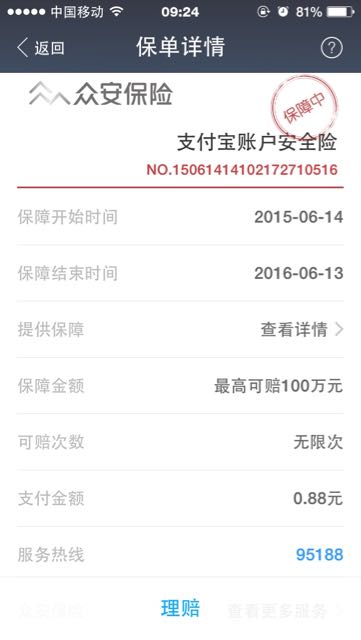 中国移动 09:24 81%
返回 保单详情 ?
众安保险
保障中
支付宝账户安全险
NO.15061414102172710516
保障开始时间 2015-06-14
保障结束时间 2016-06-13
提供保障 查看详情
保障金额 最高可赔100万元
可赔次数 无限次
支付金额 0.88元
服务热线 95188
众安保险 查看更多服务
理赔